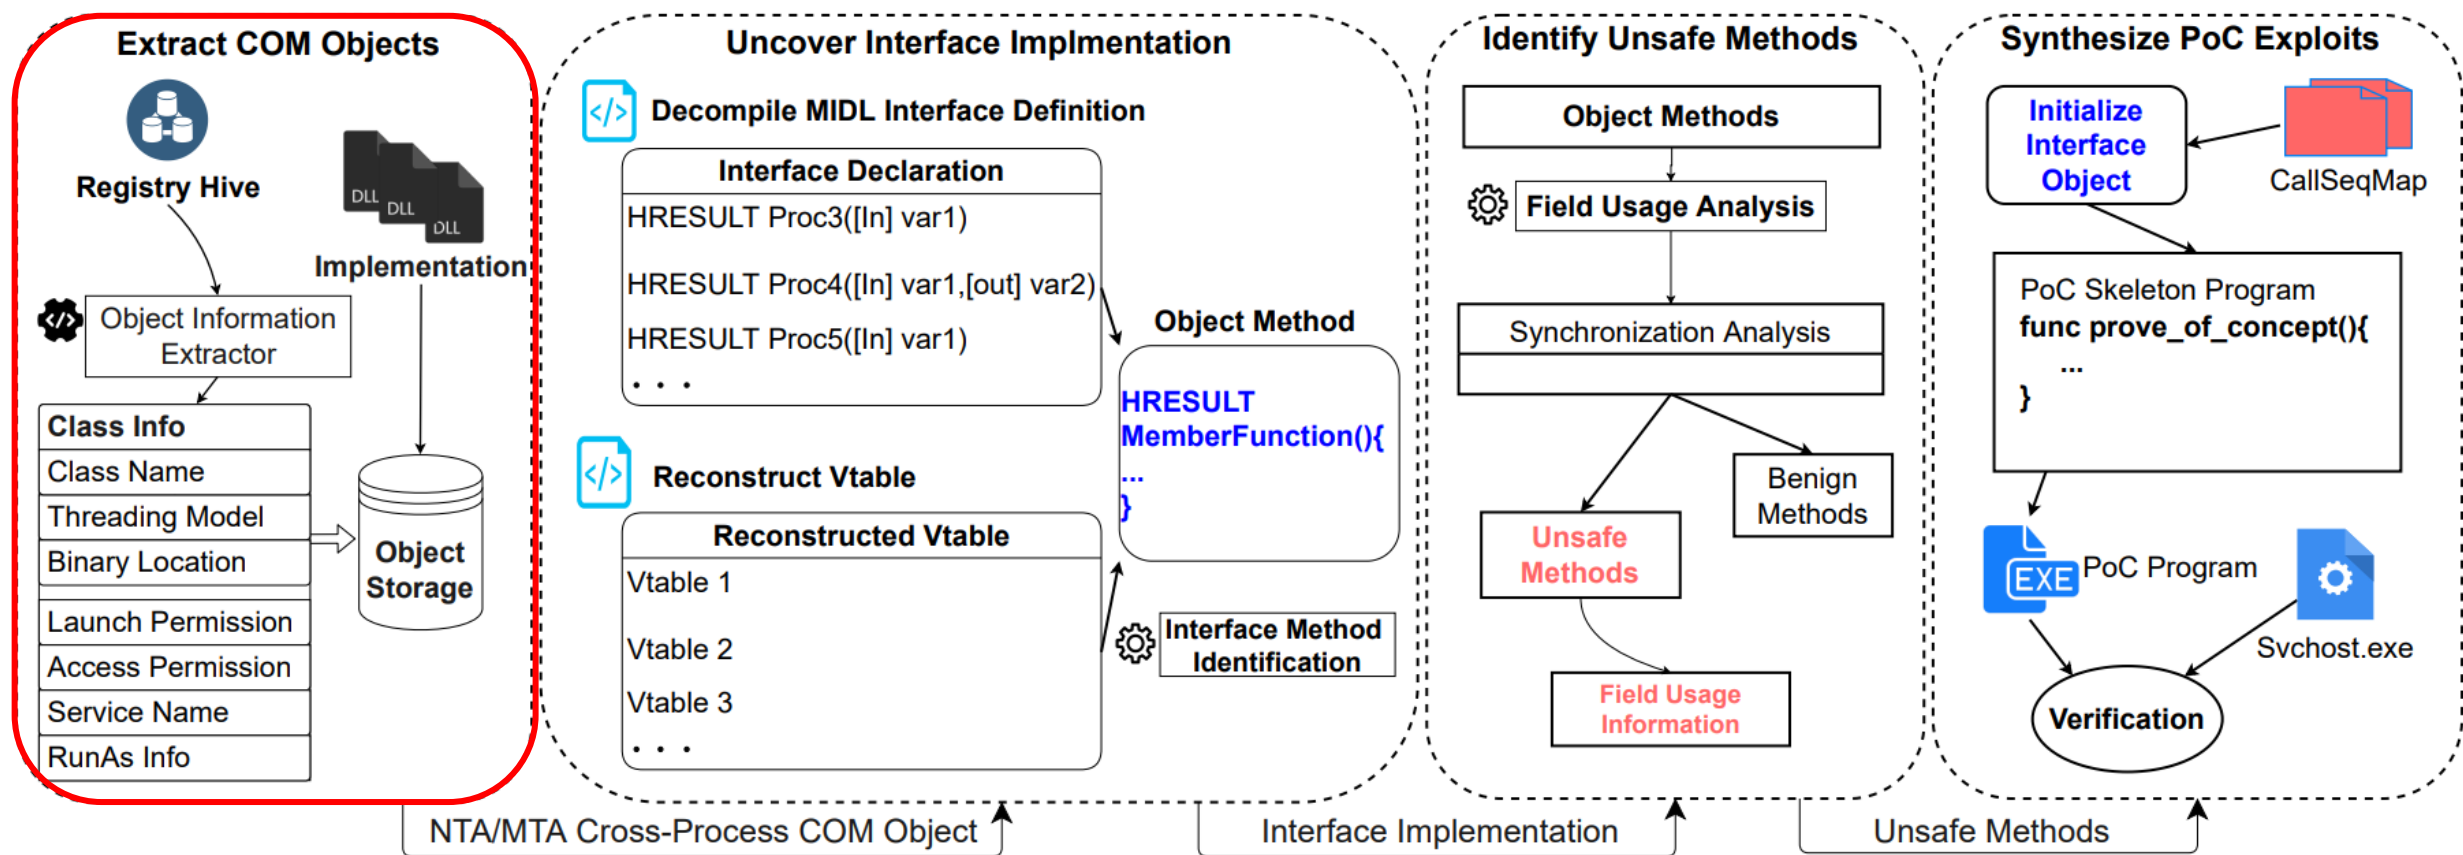 Extract COM Objects
Registry Hive
DLL
DLL
DLL
Implementation
Object Information
Extractor
Class Info
Class Name
Threading Model
Binary Location
Launch Permission
Access Permission
Service Name
RunAs Info
Object
Storage
Uncover Interface Implmentation
Decompile MIDL Interface Definition
Interface Declaration
HRESULT Proc3([In] var1)
HRESULT Proc4([In] var1,[out] var2)
HRESULT Proc5([In] var1)
. . .
Reconstruct Vtable
Reconstructed Vtable
Vtable 1
Vtable 2
Vtable 3
. . .
Object Method
HRESULT
MemberFunction(){
...
}
Interface Method
Identification
Identify Unsafe Methods
Object Methods
Field Usage Analysis
Synchronization Analysis
Benign
Methods
Unsafe
Methods
Field Usage
Information
Synthesize PoC Exploits
Initialize
Interface
Object
CallSeqMap
PoC Skeleton Program
func prove_of_concept(){
...
}
EXE
PoC Program
Svchost.exe
Verification
NTA/MTA Cross-Process COM Object
Interface Implementation
Unsafe Methods